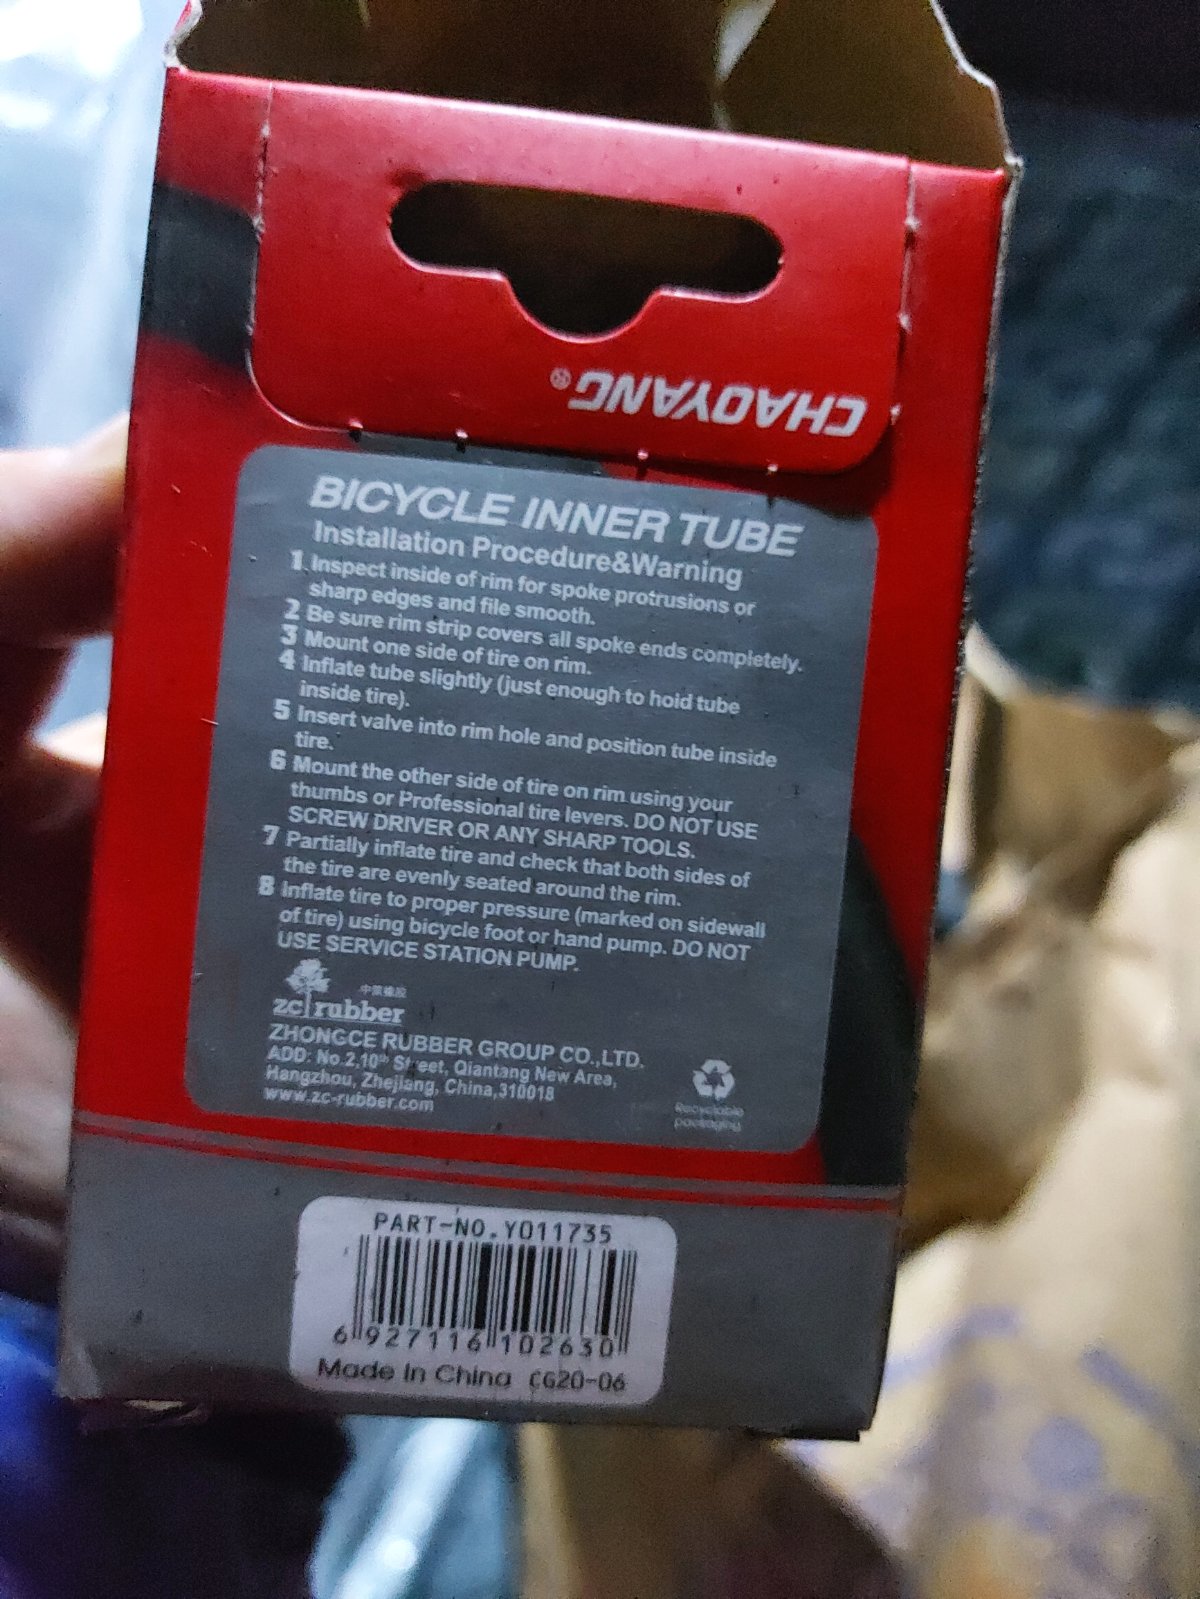 CHAOYANG®
BICYCLE INNER TUBE
Installation Procedure&Warning
1 Inspect inside of rim for spoke protrusions or
sharp edges and file smooth.
2 Be sure rim strip covers all spoke ends completely.
3 Mount one side of tire on rim.
4 Inflate tube slightly (just enough to hoid tube
inside tire).
5 Insert valve into rim hole and position tube inside
tire.
6 Mount the other side of tire on rim using your
thumbs or Professional tire levers. DO NOT USE
SCREW DRIVER OR ANY SHARP TOOLS.
7 Partially inflate tire and check that both sides of
the tire are evenly seated around the rim.
8 Inflate tire to proper pressure (marked on sidewall
of tire) using bicycle foot or hand pump. DO NOT
USE SERVICE STATION PUMP.
中策橡胶
zc rubber
ZHONGCE RUBBER GROUP CO.,LTD.
ADD: No.2,10th Street, Qiantang New Area,
Hangzhou, Zhejiang, China,310018
www.zc-rubber.com
Recyclable
packaging
PART-NO.Y011735
6 927116 102630
Made In China CG20-06